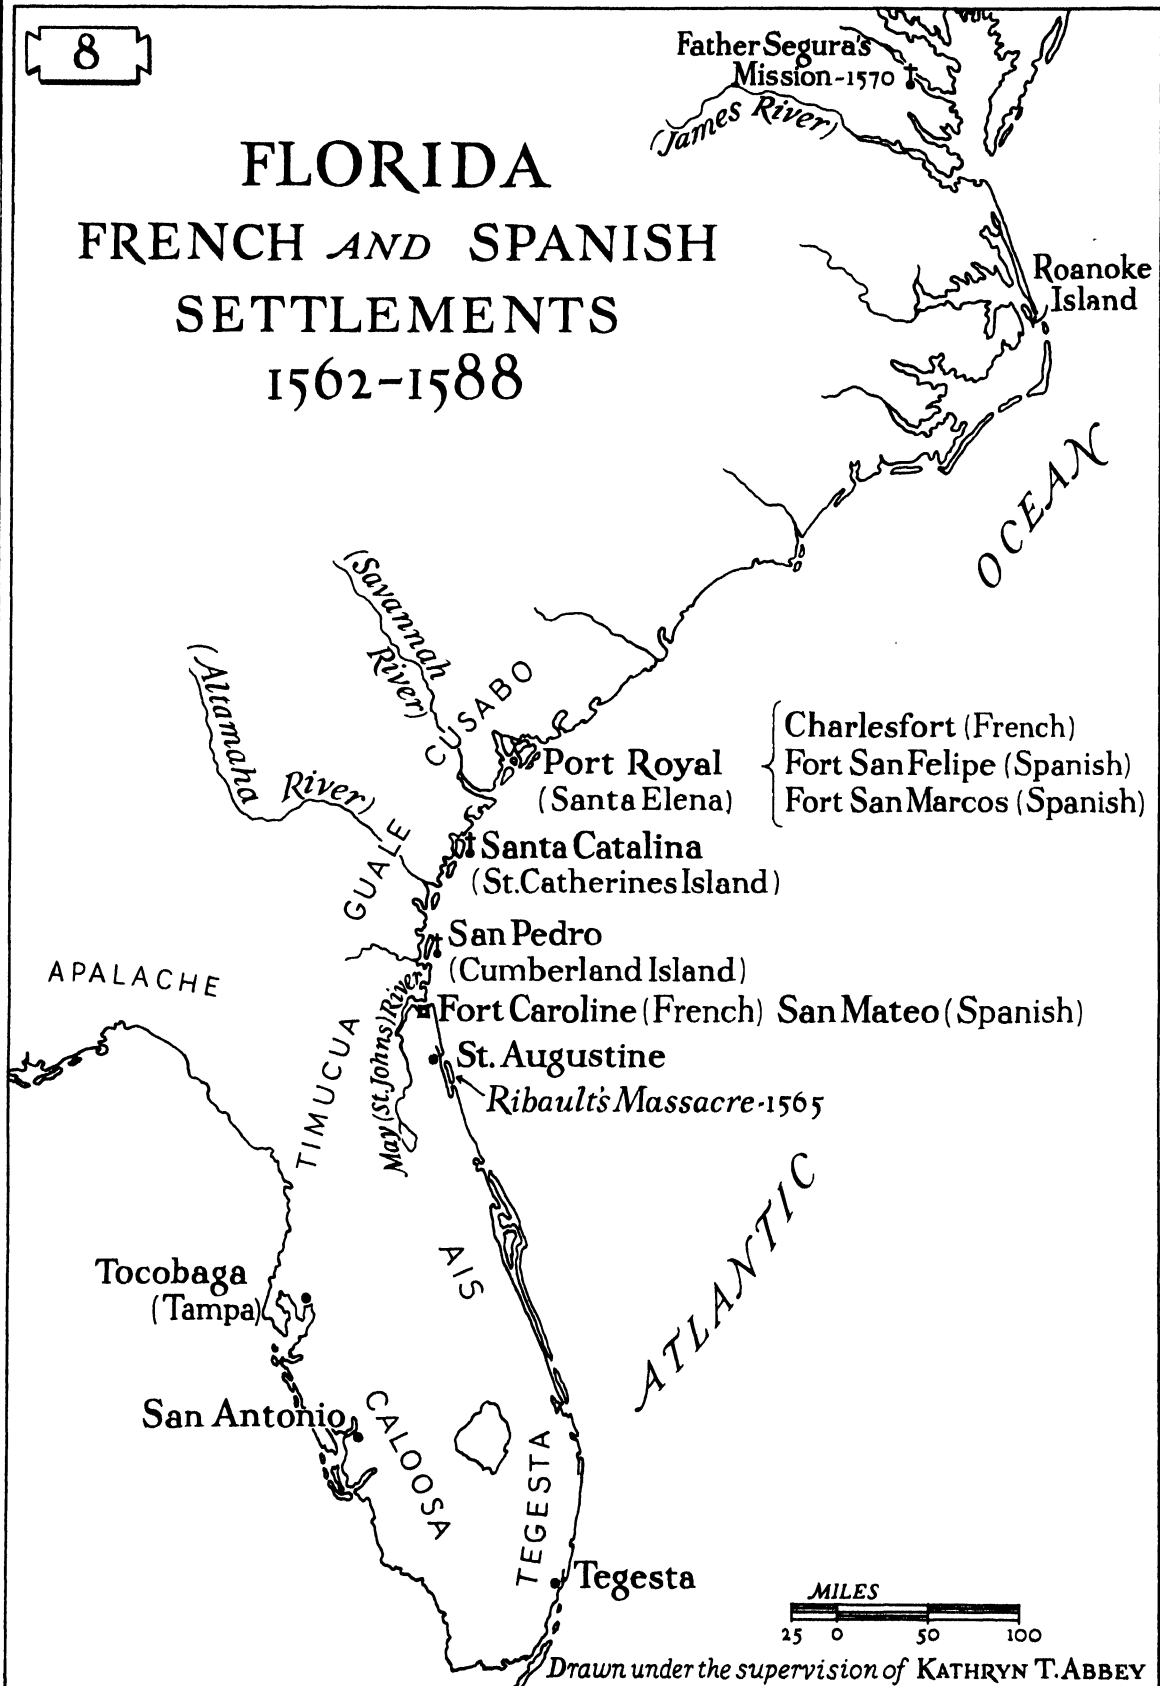 8
Father Segura's
Mission-1570
(James River)
FLORIDA
FRENCH AND SPANISH
SETTLEMENTS
1562-1588
Roanoke
Island
OCEAN
(Savannah
River)
(Altamaha
River)
CUSABO
Charlesfort (French)
Port Royal
Fort San Felipe (Spanish)
(Santa Elena)
Fort San Marcos (Spanish)
GUALE
Santa Catalina
(St. Catherines Island)
San Pedro
(Cumberland Island)
APALACHE
Fort Caroline (French) San Mateo (Spanish)
May (St. Johns) River
TIMUCUA
St. Augustine
Ribault's Massacre-1565
ATLANTIC
AIS
Tocobaga
(Tampa)
San Antonio
CALOOSA
TEGESTA
Tegesta
MILES
25 0 50 100
Drawn under the supervision of KATHRYN T. ABBEY